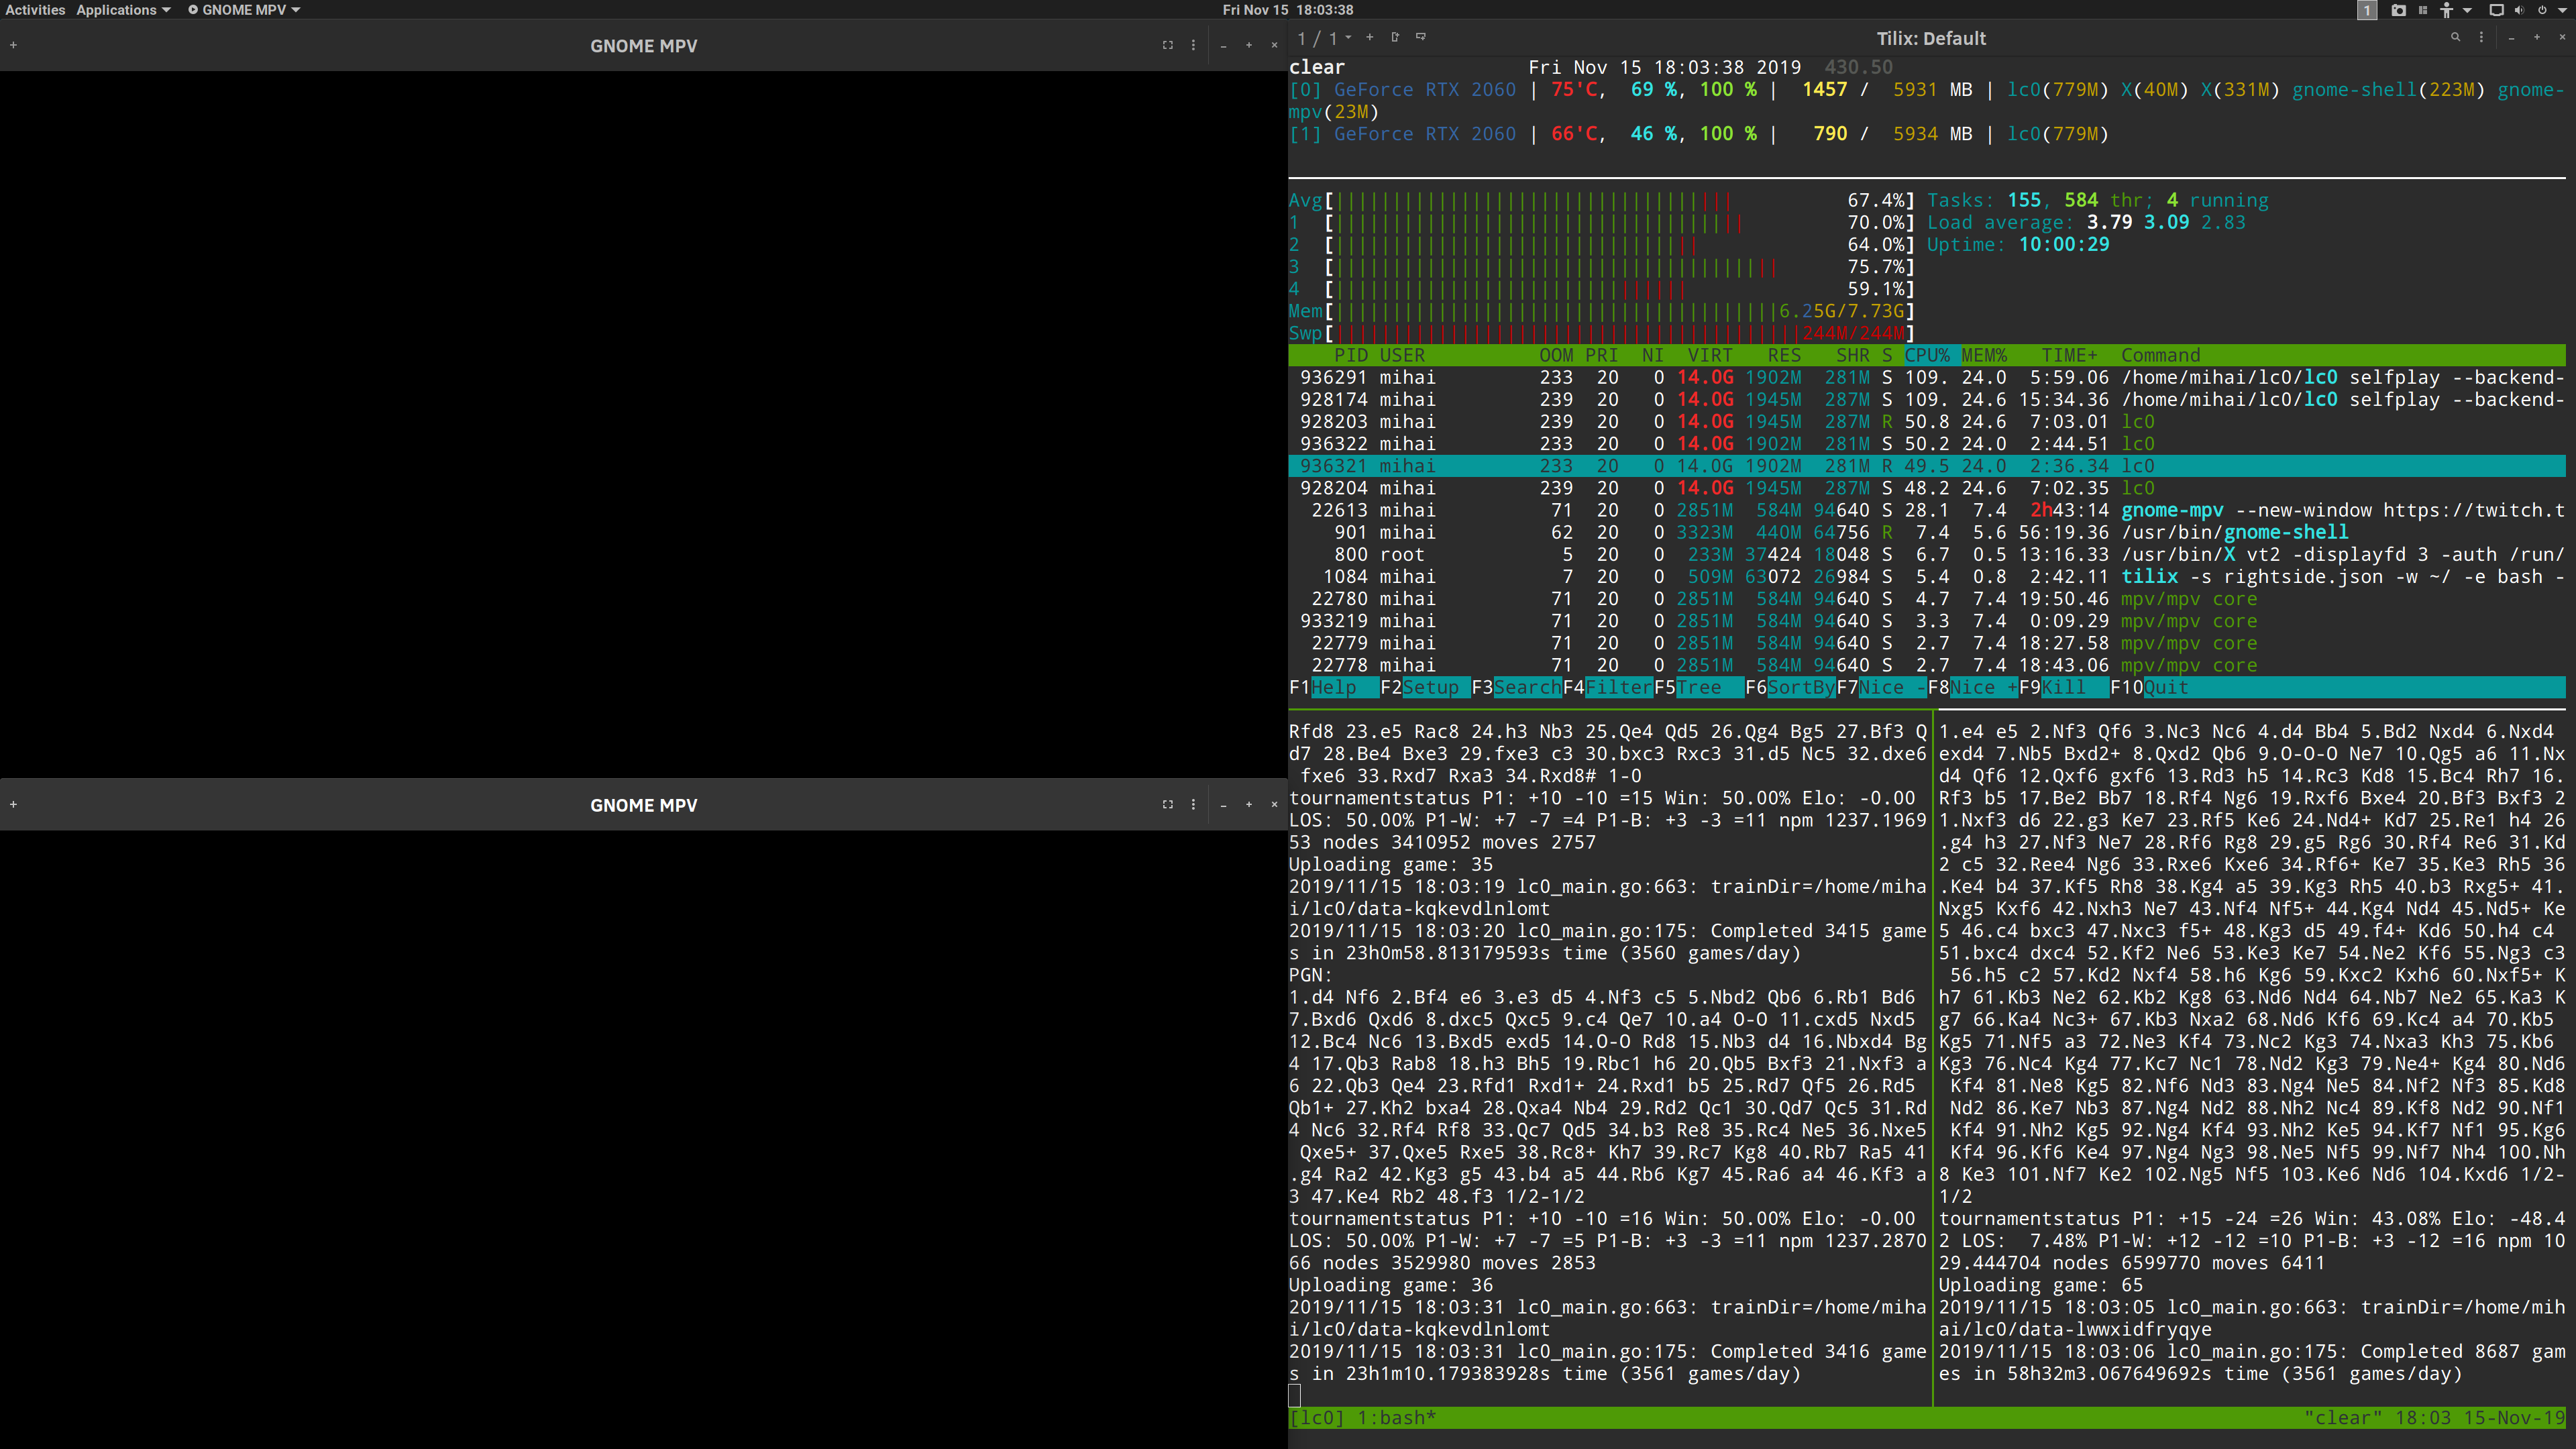 Activities Applications GNOME MPV Fri Nov 15 18:03:38 1
GNOME MPV
GNOME MPV
1 / 1 Tilix: Default
clear Fri Nov 15 18:03:38 2019 430.50
[0] GeForce RTX 2060 | 75'C, 69 %, 100 % | 1457 / 5931 MB | lc0(779M) X(40M) X(331M) gnome-shell(223M) gnome-
mpv(23M)
[1] GeForce RTX 2060 | 66'C, 46 %, 100 % | 790 / 5934 MB | lc0(779M)
Avg[ 67.4%] Tasks: 155, 584 thr; 4 running
1 [ 70.0%] Load average: 3.79 3.09 2.83
2 [ 64.0%] Uptime: 10:00:29
3 [ 75.7%]
4 [ 59.1%]
Mem[ 6.25G/7.73G]
Swp[ 244M/244M]
PID USER OOM PRI NI VIRT RES SHR S CPU% MEM% TIME+ Command
936291 mihai 233 20 0 14.0G 1902M 281M S 109. 24.0 5:59.06 /home/mihai/lc0/lc0 selfplay --backend-
928174 mihai 239 20 0 14.0G 1945M 287M S 109. 24.6 15:34.36 /home/mihai/lc0/lc0 selfplay --backend-
928203 mihai 239 20 0 14.0G 1945M 287M R 50.8 24.6 7:03.01 lc0
936322 mihai 233 20 0 14.0G 1902M 281M S 50.2 24.0 2:44.51 lc0
936321 mihai 233 20 0 14.0G 1902M 281M R 49.5 24.0 2:36.34 lc0
928204 mihai 239 20 0 14.0G 1945M 287M S 48.2 24.6 7:02.35 lc0
22613 mihai 71 20 0 2851M 584M 94640 S 28.1 7.4 2h43:14 gnome-mpv --new-window https://twitch.t
901 mihai 62 20 0 3323M 440M 64756 R 7.4 5.6 56:19.36 /usr/bin/gnome-shell
800 root 5 20 0 233M 37424 18048 S 6.7 0.5 13:16.33 /usr/bin/X vt2 -displayfd 3 -auth /run/
1084 mihai 7 20 0 509M 63072 26984 S 5.4 0.8 2:42.11 tilix -s rightside.json -w ~/ -e bash -
22780 mihai 71 20 0 2851M 584M 94640 S 4.7 7.4 19:50.46 mpv/mpv core
933219 mihai 71 20 0 2851M 584M 94640 S 3.3 7.4 0:09.29 mpv/mpv core
22779 mihai 71 20 0 2851M 584M 94640 S 2.7 7.4 18:27.58 mpv/mpv core
22778 mihai 71 20 0 2851M 584M 94640 S 2.7 7.4 18:43.06 mpv/mpv core
F1Help F2Setup F3SearchF4FilterF5Tree F6SortByF7Nice -F8Nice +F9Kill F10Quit
Rfd8 23.e5 Rac8 24.h3 Nb3 25.Qe4 Qd5 26.Qg4 Bg5 27.Bf3 Q
d7 28.Be4 Bxe3 29.fxe3 c3 30.bxc3 Rxc3 31.d5 Nc5 32.dxe6
fxe6 33.Rxd7 Rxa3 34.Rxd8# 1-0
tournamentstatus P1: +10 -10 =15 Win: 50.00% Elo: -0.00
LOS: 50.00% P1-W: +7 -7 =4 P1-B: +3 -3 =11 npm 1237.1969
53 nodes 3410952 moves 2757
Uploading game: 35
2019/11/15 18:03:19 lc0_main.go:663: trainDir=/home/miha
i/lc0/data-kqkevdlnlomt
2019/11/15 18:03:20 lc0_main.go:175: Completed 3415 game
s in 23h0m58.813179593s time (3560 games/day)
PGN:
1.d4 Nf6 2.Bf4 e6 3.e3 d5 4.Nf3 c5 5.Nbd2 Qb6 6.Rb1 Bd6
7.Bxd6 Qxd6 8.dxc5 Qxc5 9.c4 Qe7 10.a4 O-O 11.cxd5 Nxd5
12.Bc4 Nc6 13.Bxd5 exd5 14.O-O Rd8 15.Nb3 d4 16.Nbxd4 Bg
4 17.Qb3 Rab8 18.h3 Bh5 19.Rbc1 h6 20.Qb5 Bxf3 21.Nxf3 a
6 22.Qb3 Qe4 23.Rfd1 Rxd1+ 24.Rxd1 b5 25.Rd7 Qf5 26.Rd5
Qb1+ 27.Kh2 bxa4 28.Qxa4 Nb4 29.Rd2 Qc1 30.Qd7 Qc5 31.Rd
4 Nc6 32.Rf4 Rf8 33.Qc7 Qd5 34.b3 Re8 35.Rc4 Ne5 36.Nxe5
Qxe5+ 37.Qxe5 Rxe5 38.Rc8+ Kh7 39.Rc7 Kg8 40.Rb7 Ra5 41
.g4 Ra2 42.Kg3 g5 43.b4 a5 44.Rb6 Kg7 45.Ra6 a4 46.Kf3 a
3 47.Ke4 Rb2 48.f3 1/2-1/2
tournamentstatus P1: +10 -10 =16 Win: 50.00% Elo: -0.00
LOS: 50.00% P1-W: +7 -7 =5 P1-B: +3 -3 =11 npm 1237.2870
66 nodes 3529980 moves 2853
Uploading game: 36
2019/11/15 18:03:31 lc0_main.go:663: trainDir=/home/miha
i/lc0/data-kqkevdlnlomt
2019/11/15 18:03:31 lc0_main.go:175: Completed 3416 game
s in 23h1m10.179383928s time (3561 games/day)
1.e4 e5 2.Nf3 Qf6 3.Nc3 Nc6 4.d4 Bb4 5.Bd2 Nxd4 6.Nxd4
exd4 7.Nb5 Bxd2+ 8.Qxd2 Qb6 9.O-O-O Ne7 10.Qg5 a6 11.Nx
d4 Qf6 12.Qxf6 gxf6 13.Rd3 h5 14.Rc3 Kd8 15.Bc4 Rh7 16.
Rf3 b5 17.Be2 Bb7 18.Rf4 Ng6 19.Rxf6 Bxe4 20.Bf3 Bxf3 2
1.Nxf3 d6 22.g3 Ke7 23.Rf5 Ke6 24.Nd4+ Kd7 25.Re1 h4 26
.g4 h3 27.Nf3 Ne7 28.Rf6 Rg8 29.g5 Rg6 30.Rf4 Re6 31.Kd
2 c5 32.Ree4 Ng6 33.Rxe6 Kxe6 34.Rf6+ Ke7 35.Ke3 Rh5 36
.Ke4 b4 37.Kf5 Rh8 38.Kg4 a5 39.Kg3 Rh5 40.b3 Rxg5+ 41.
Nxg5 Kxf6 42.Nxh3 Ne7 43.Nf4 Nf5+ 44.Kg4 Nd4 45.Nd5+ Ke
5 46.c4 bxc3 47.Nxc3 f5+ 48.Kg3 d5 49.f4+ Kd6 50.h4 c4
51.bxc4 dxc4 52.Kf2 Ne6 53.Ke3 Ke7 54.Ne2 Kf6 55.Ng3 c3
56.h5 c2 57.Kd2 Nxf4 58.h6 Kg6 59.Kxc2 Kxh6 60.Nxf5+ K
h7 61.Kb3 Ne2 62.Kb2 Kg8 63.Nd6 Nd4 64.Nb7 Ne2 65.Ka3 K
g7 66.Ka4 Nc3+ 67.Kb3 Nxa2 68.Nd6 Kf6 69.Kc4 a4 70.Kb5
Kg5 71.Nf5 a3 72.Ne3 Kf4 73.Nc2 Kg3 74.Nxa3 Kh3 75.Kb6
Kg3 76.Nc4 Kg4 77.Kc7 Nc1 78.Nd2 Kg3 79.Ne4+ Kg4 80.Nd6
Kf4 81.Ne8 Kg5 82.Nf6 Nd3 83.Ng4 Ne5 84.Nf2 Nf3 85.Kd8
Nd2 86.Ke7 Nb3 87.Ng4 Nd2 88.Nh2 Nc4 89.Kf8 Nd2 90.Nf1
Kf4 91.Nh2 Kg5 92.Ng4 Kf4 93.Nh2 Ke5 94.Kf7 Nf1 95.Kg6
Kf4 96.Kf6 Ke4 97.Ng4 Ng3 98.Ne5 Nf5 99.Nf7 Nh4 100.Nh
8 Ke3 101.Nf7 Ke2 102.Ng5 Nf5 103.Ke6 Nd6 104.Kxd6 1/2-
1/2
tournamentstatus P1: +15 -24 =26 Win: 43.08% Elo: -48.4
2 LOS: 7.48% P1-W: +12 -12 =10 P1-B: +3 -12 =16 npm 10
29.444704 nodes 6599770 moves 6411
Uploading game: 65
2019/11/15 18:03:05 lc0_main.go:663: trainDir=/home/mih
ai/lc0/data-lwwxidfryqye
2019/11/15 18:03:06 lc0_main.go:175: Completed 8687 gam
es in 58h32m3.067649692s time (3561 games/day)
[lc0] 1:bash* "clear" 18:03 15-Nov-19